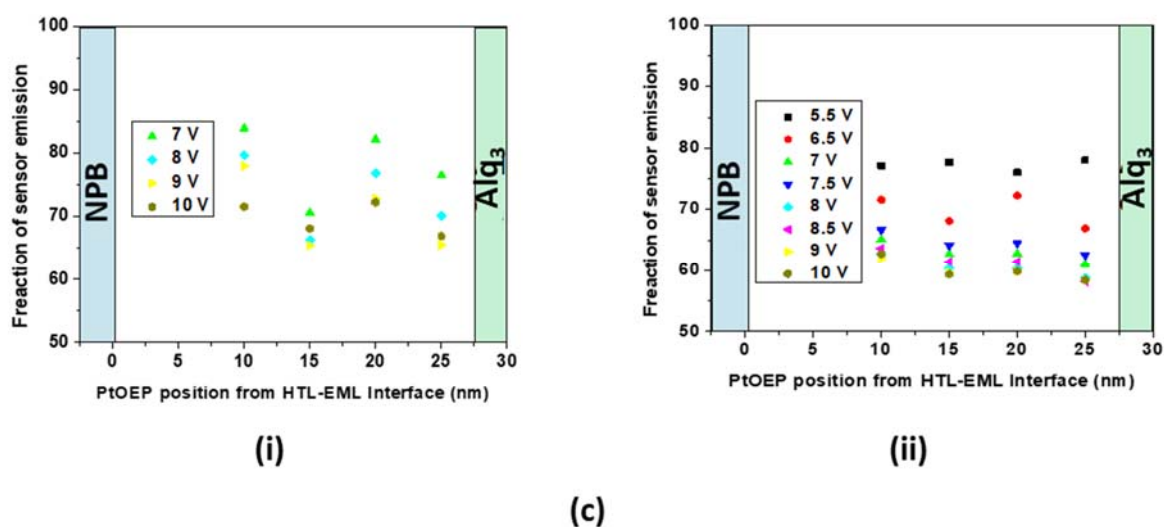 100
90
80
70
60
50
Freaction of sensor emission
NPB
7 V
8 V
9 V
10 V
Alq3
0 5 10 15 20 25 30
PtOEP position from HTL-EML Interface (nm)
(i)
100
90
80
70
60
50
Freaction of sensor emission
NPB
5.5 V
6.5 V
7 V
7.5 V
8 V
8.5 V
9 V
10 V
Alq3
0 5 10 15 20 25 30
PtOEP position from HTL-EML Interface (nm)
(ii)
(c)